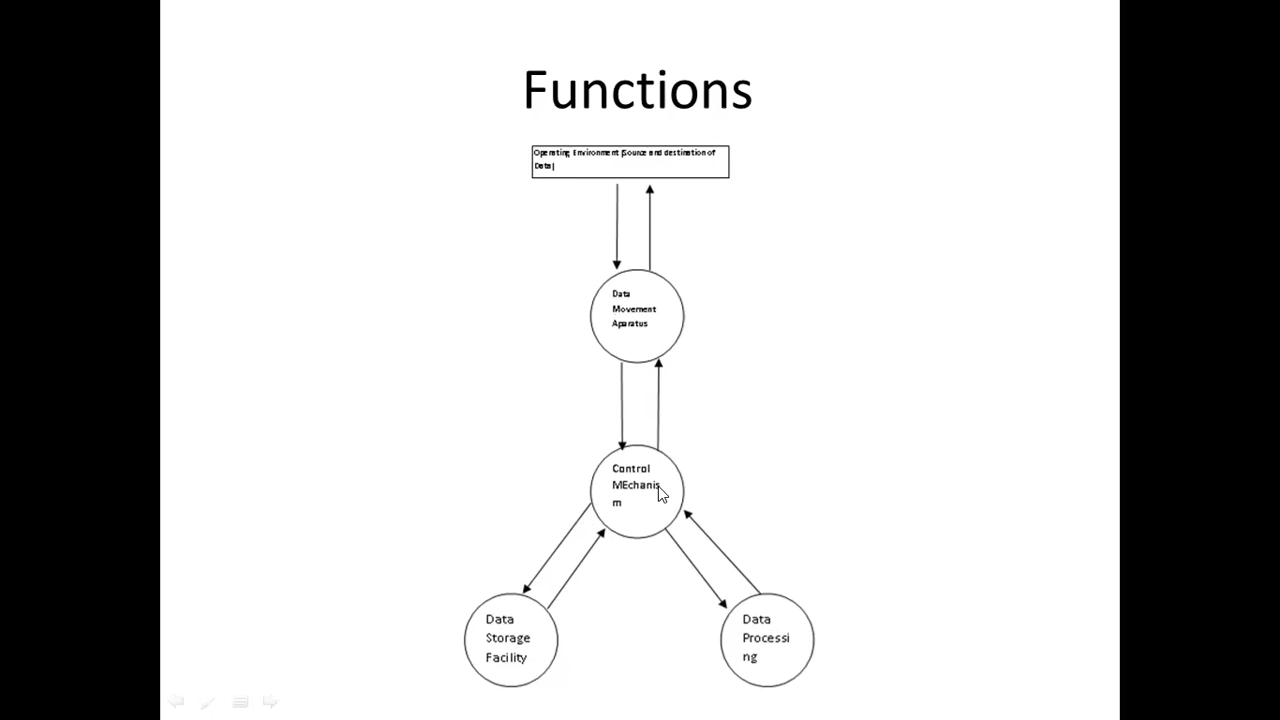 Functions
Operating Environment (Source and destination of
Data)
Data
Movement
Aparatus
Control
MEchanis
m
Data
Storage
Facility
Data
Processi
ng